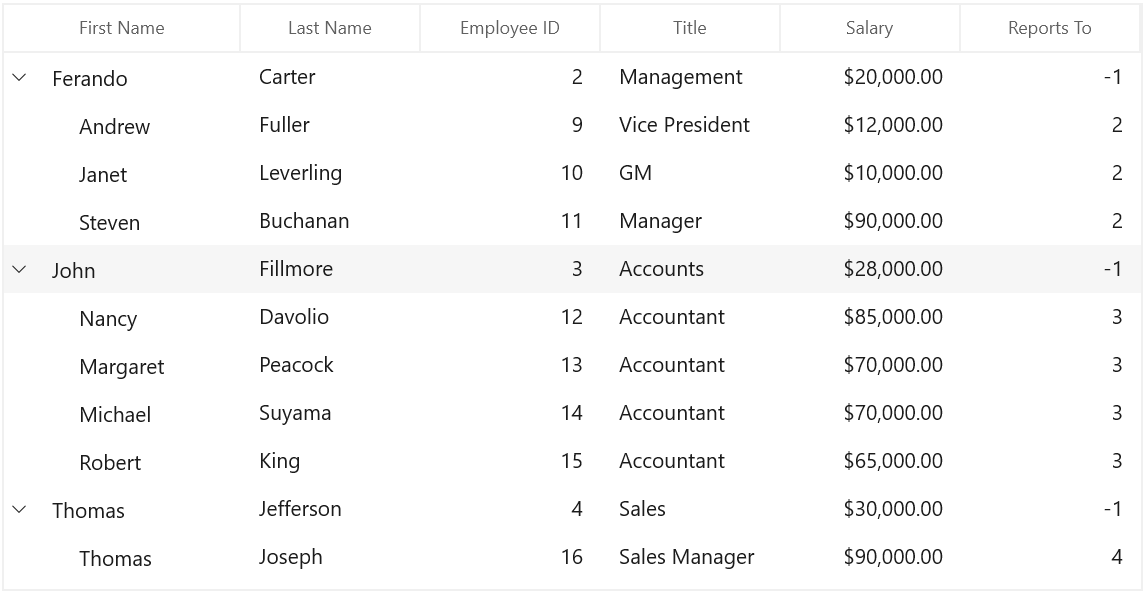 First Name Last Name Employee ID Title Salary Reports To
Ferando Carter 2 Management $20,000.00 -1
Andrew Fuller 9 Vice President $12,000.00 2
Janet Leverling 10 GM $10,000.00 2
Steven Buchanan 11 Manager $90,000.00 2
John Fillmore 3 Accounts $28,000.00 -1
Nancy Davolio 12 Accountant $85,000.00 3
Margaret Peacock 13 Accountant $70,000.00 3
Michael Suyama 14 Accountant $70,000.00 3
Robert King 15 Accountant $65,000.00 3
Thomas Jefferson 4 Sales $30,000.00 -1
Thomas Joseph 16 Sales Manager $90,000.00 4